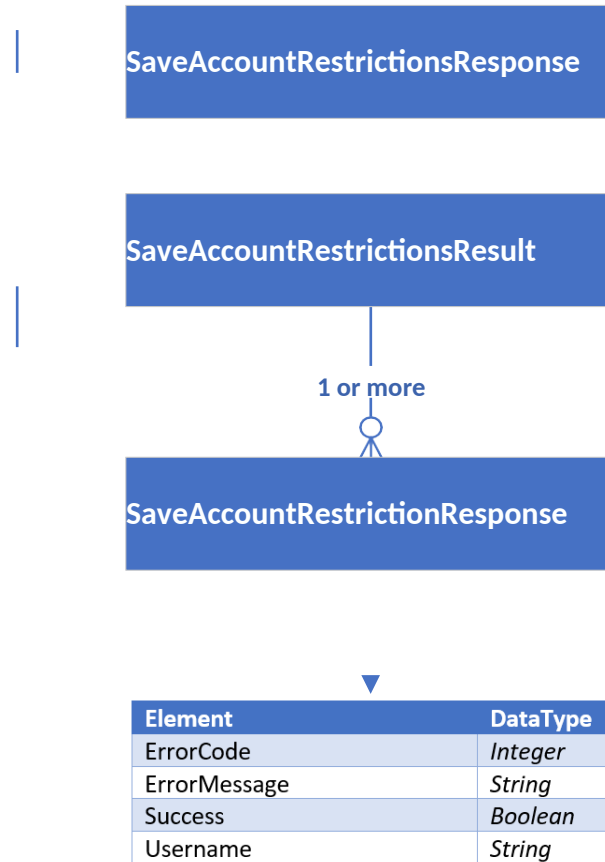 SaveAccountRestrictionsResponse
SaveAccountRestrictionsResult
1 or more
SaveAccountRestrictionResponse
Element DataType
ErrorCode Integer
ErrorMessage String
Success Boolean
Username String